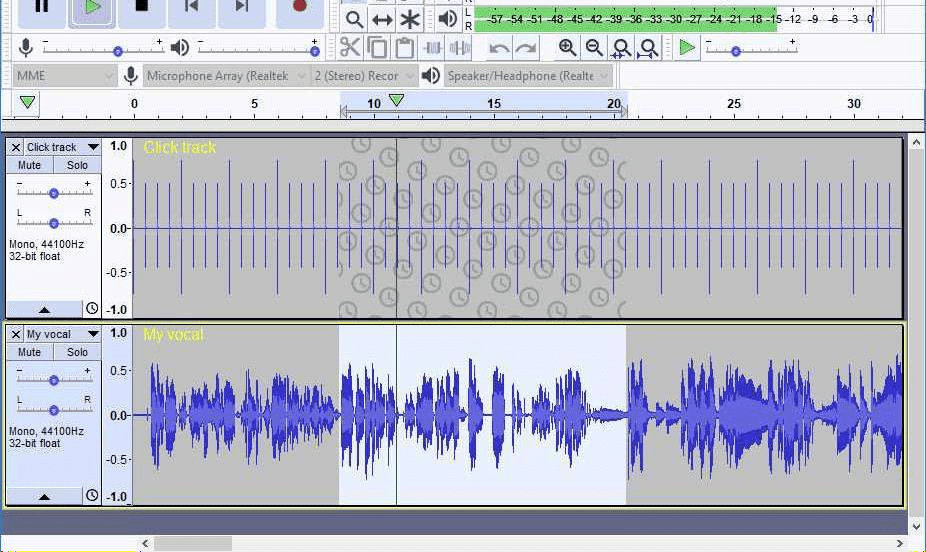 L
R
-57 -54 -51 -48 -45 -42 -39 -36 -33 -30 -27 -24 -21 -18 -15 -12 -9 -6 -3 0
R
- + - +
- +
MME Microphone Array (Realtek 2 (Stereo) Recor Speaker/Headphone (Realte
0 5 10 15 20 25 30
Click track 1.0 Click track
Mute Solo
- + 0.5
L R
0.0
Mono, 44100Hz
32-bit float
-0.5
-1.0
My vocal 1.0 My vocal
Mute Solo
- + 0.5
L R
0.0
Mono, 44100Hz
32-bit float
-0.5
-1.0